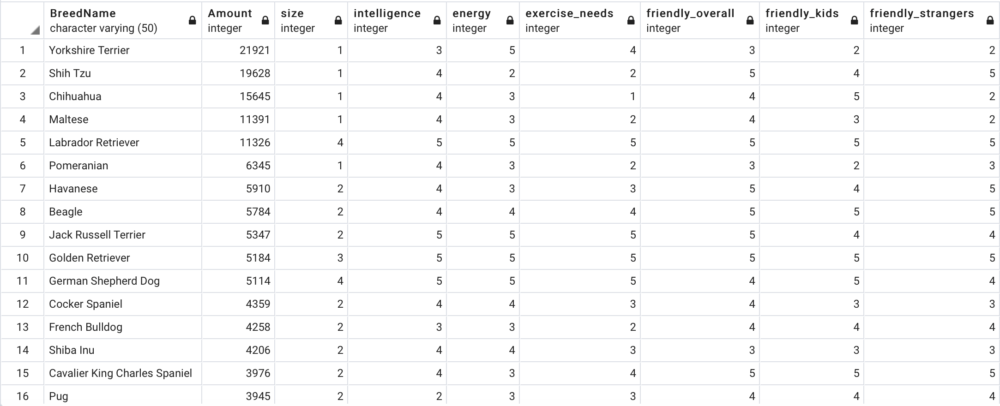 BreedName Amount size intelligence energy exercise_needs friendly_overall friendly_kids friendly_strangers
character varying (50) integer integer integer integer integer integer integer integer
1 Yorkshire Terrier 21921 1 3 5 4 3 2 2
2 Shih Tzu 19628 1 4 2 2 5 4 5
3 Chihuahua 15645 1 4 3 1 4 5 2
4 Maltese 11391 1 4 3 2 4 3 2
5 Labrador Retriever 11326 4 5 5 5 5 5 5
6 Pomeranian 6345 1 4 3 2 3 2 3
7 Havanese 5910 2 4 3 3 5 4 5
8 Beagle 5784 2 4 4 4 5 5 5
9 Jack Russell Terrier 5347 2 5 5 5 5 4 4
10 Golden Retriever 5184 3 5 5 5 5 5 5
11 German Shepherd Dog 5114 4 5 5 5 4 5 4
12 Cocker Spaniel 4359 2 4 4 3 4 3 3
13 French Bulldog 4258 2 3 3 2 4 4 4
14 Shiba Inu 4206 2 4 4 3 3 3 3
15 Cavalier King Charles Spaniel 3976 2 4 3 4 5 5 5
16 Pug 3945 2 2 3 3 4 4 4